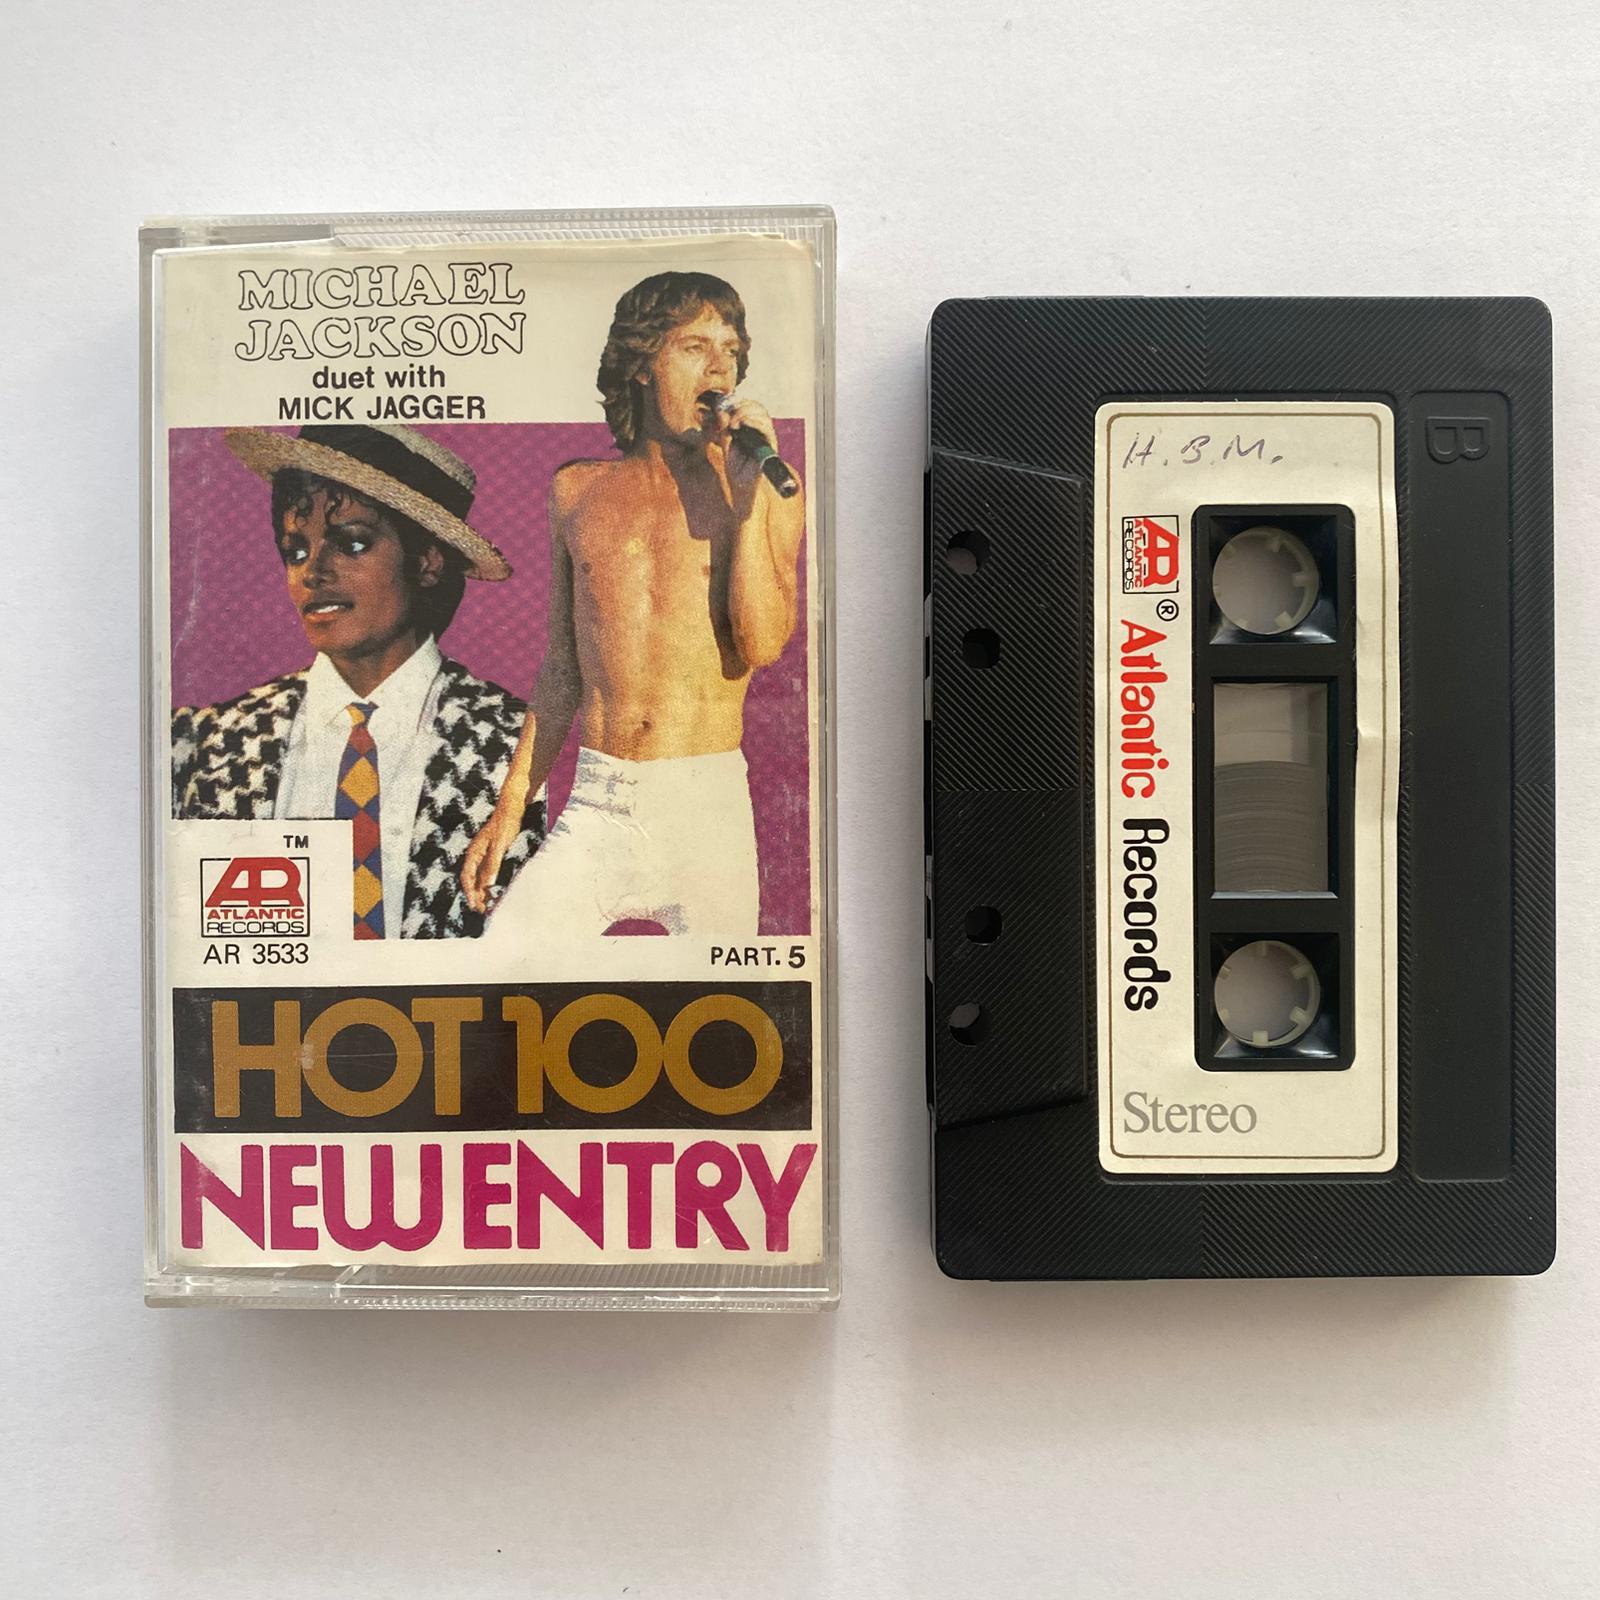 MICHAEL
JACKSON
duet with
MICK JAGGER
TM
AR
ATLANTIC
RECORDS
AR 3533
PART. 5
HOT 100
NEW ENTRY
H.B.M.
AR
ATLANTIC
RECORDS
® Atlantic Records
Stereo
B